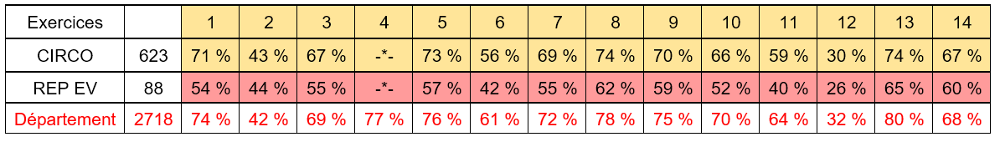 Exercices 1 2 3 4 5 6 7 8 9 10 11 12 13 14
CIRCO 623 71 % 43 % 67 % -*- 73 % 56 % 69 % 74 % 70 % 66 % 59 % 30 % 74 % 67 %
REP EV 88 54 % 44 % 55 % -*- 57 % 42 % 55 % 62 % 59 % 52 % 40 % 26 % 65 % 60 %
Département 2718 74 % 42 % 69 % 77 % 76 % 61 % 72 % 78 % 75 % 70 % 64 % 32 % 80 % 68 %